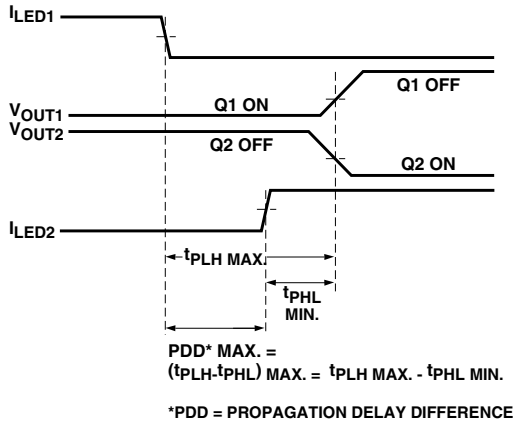 ILED1
Q1 OFF
VOUT1
Q1 ON
VOUT2
Q2 OFF
Q2 ON
ILED2
tPLH MAX.
tPHL
MIN.
PDD* MAX. =
(tPLH-tPHL) MAX. = tPLH MAX. - tPHL MIN.
*PDD = PROPAGATION DELAY DIFFERENCE